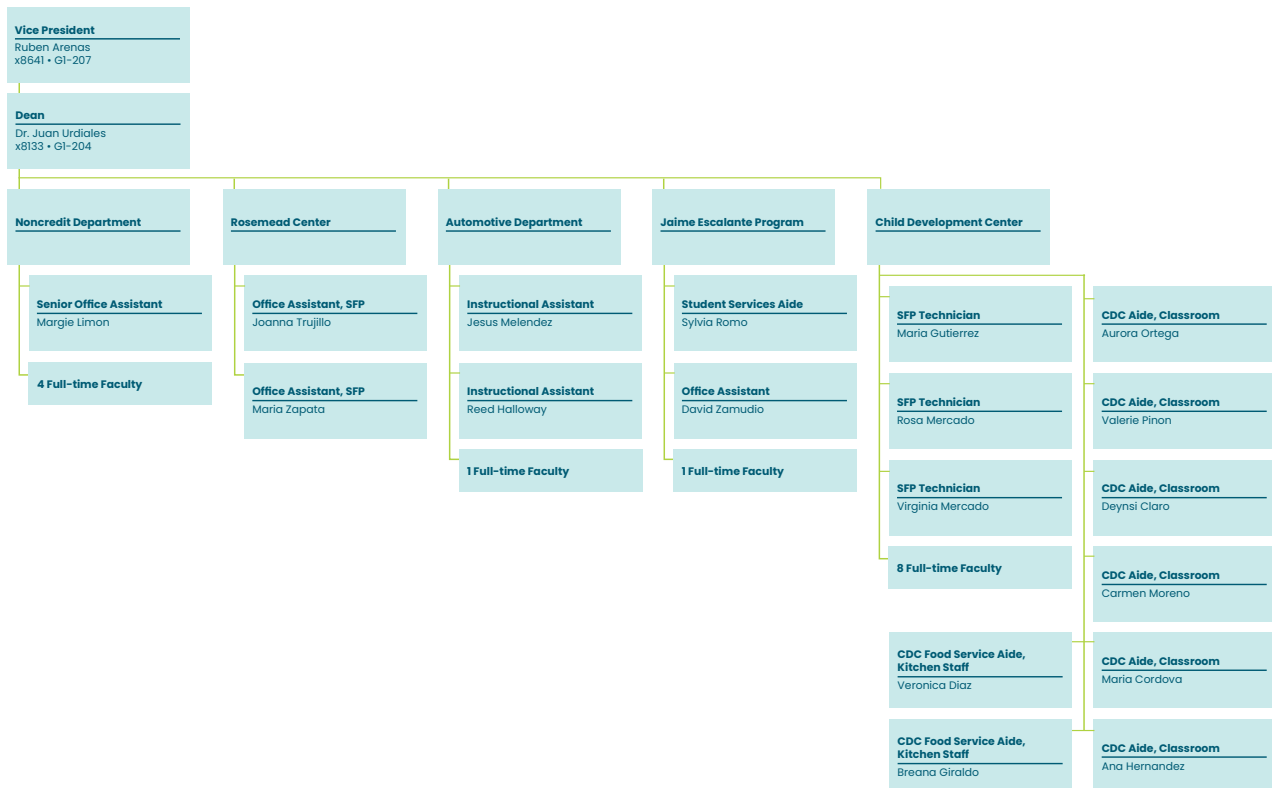 Vice President
Ruben Arenas
x8641 • G1-207
Dean
Dr. Juan Urdiales
x8133 • G1-204
Noncredit Department
Senior Office Assistant
Margie Limon
4 Full-time Faculty
Rosemead Center
Office Assistant, SFP
Joanna Trujillo
Office Assistant, SFP
Maria Zapata
Automotive Department
Instructional Assistant
Jesus Melendez
Instructional Assistant
Reed Halloway
1 Full-time Faculty
Jaime Escalante Program
Student Services Aide
Sylvia Romo
Office Assistant
David Zamudio
1 Full-time Faculty
Child Development Center
SFP Technician
Maria Gutierrez
SFP Technician
Rosa Mercado
SFP Technician
Virginia Mercado
8 Full-time Faculty
CDC Food Service Aide,
Kitchen Staff
Veronica Diaz
CDC Food Service Aide,
Kitchen Staff
Breana Giraldo
CDC Aide, Classroom
Aurora Ortega
CDC Aide, Classroom
Valerie Pinon
CDC Aide, Classroom
Deynsi Claro
CDC Aide, Classroom
Carmen Moreno
CDC Aide, Classroom
Maria Cordova
CDC Aide, Classroom
Ana Hernandez